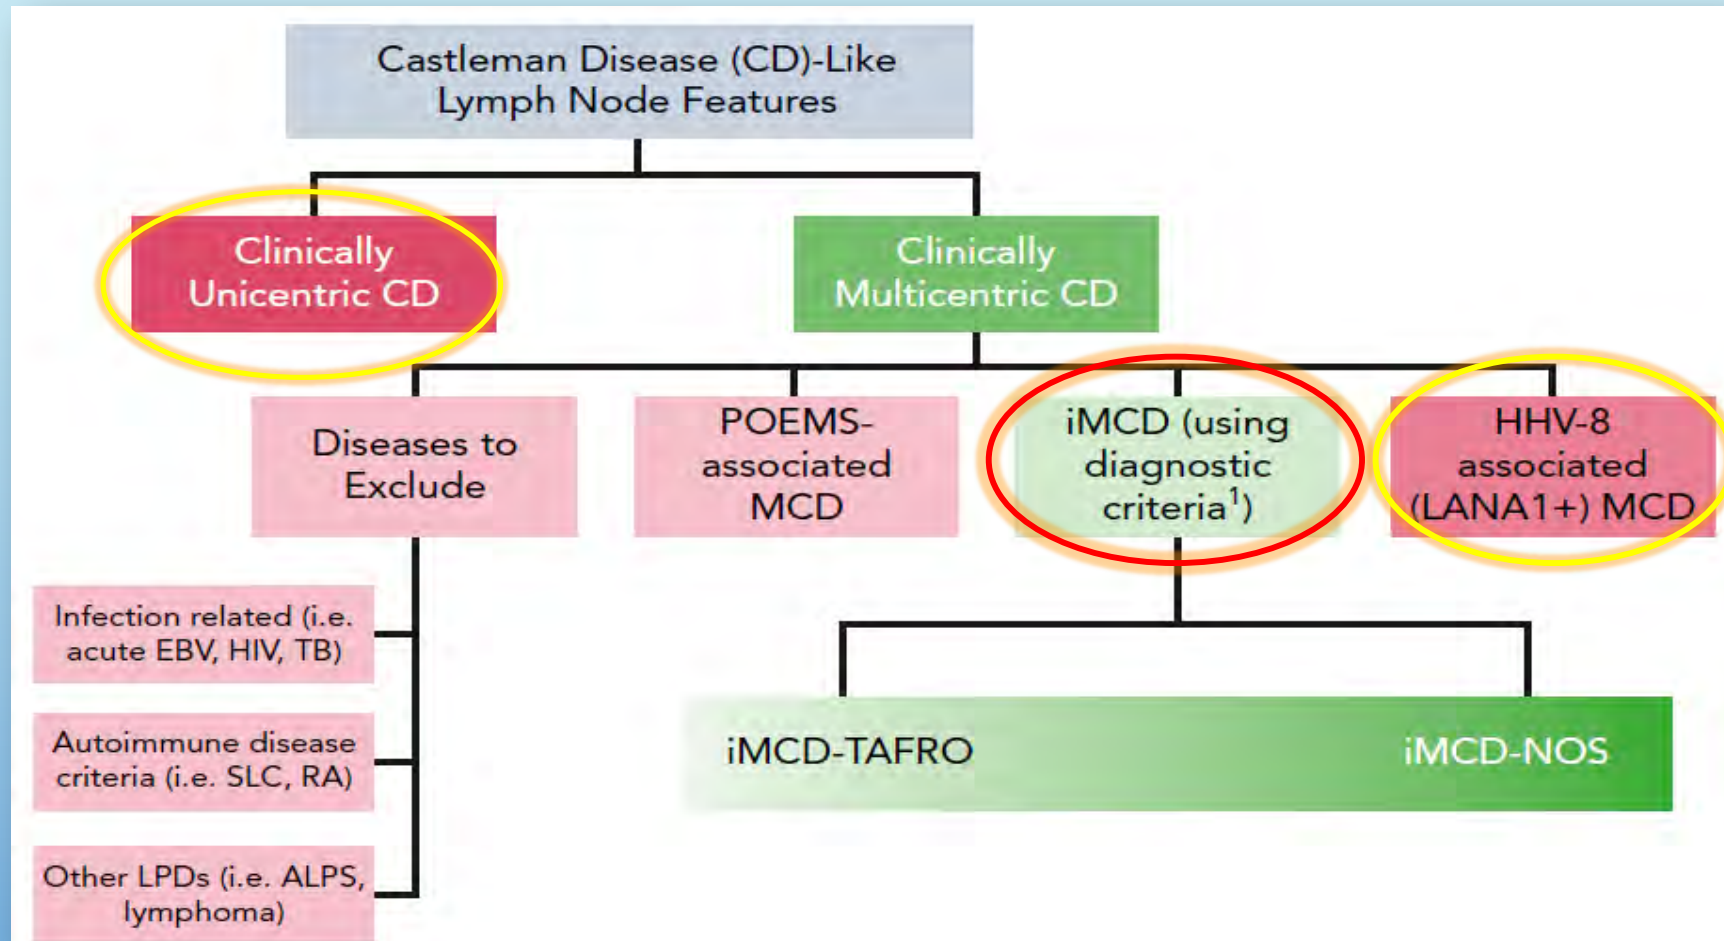 Castleman Disease (CD)-Like
Lymph Node Features
Clinically
Unicentric CD
Clinically
Multicentric CD
Diseases to
Exclude
POEMS-
associated
MCD
iMCD (using
diagnostic
criteria¹)
HHV-8
associated
(LANA1+) MCD
Infection related (i.e.
acute EBV, HIV, TB)
Autoimmune disease
criteria (i.e. SLC, RA)
Other LPDs (i.e. ALPS,
lymphoma)
iMCD-TAFRO
iMCD-NOS